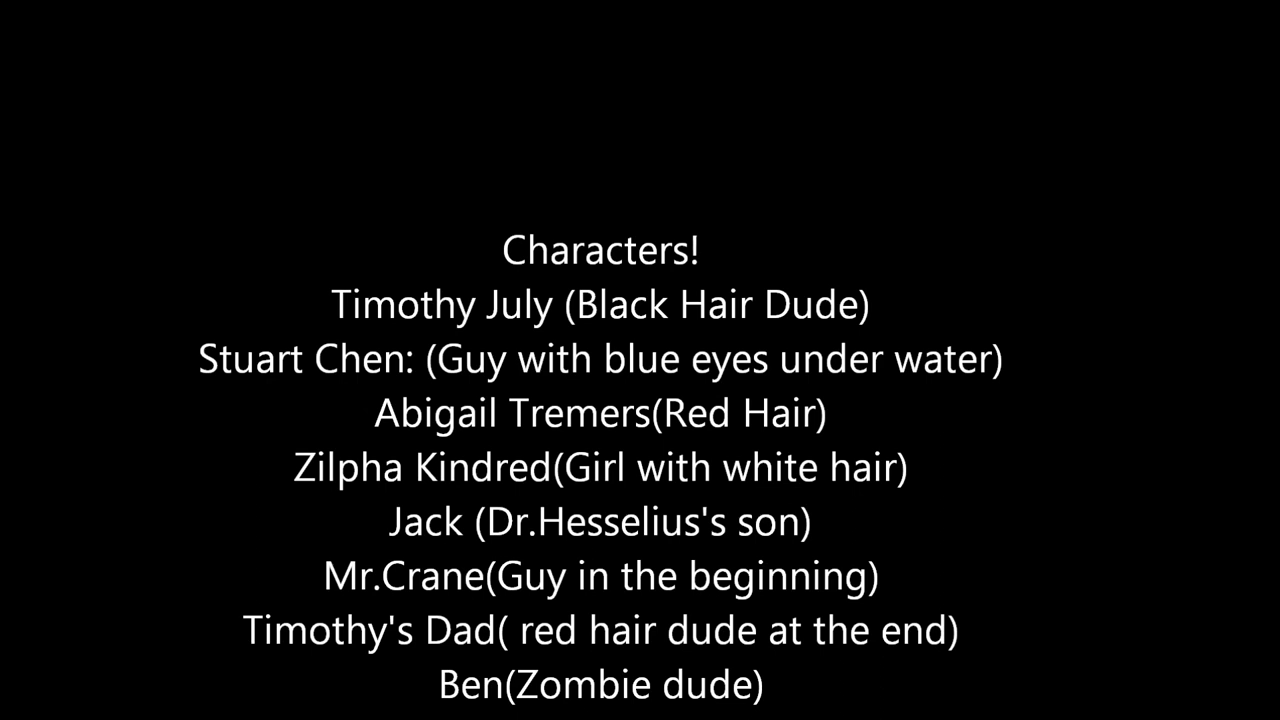 Characters!
Timothy July (Black Hair Dude)
Stuart Chen: (Guy with blue eyes under water)
Abigail Tremers(Red Hair)
Zilpha Kindred(Girl with white hair)
Jack (Dr.Hesselius's son)
Mr.Crane(Guy in the beginning)
Timothy's Dad( red hair dude at the end)
Ben(Zombie dude)